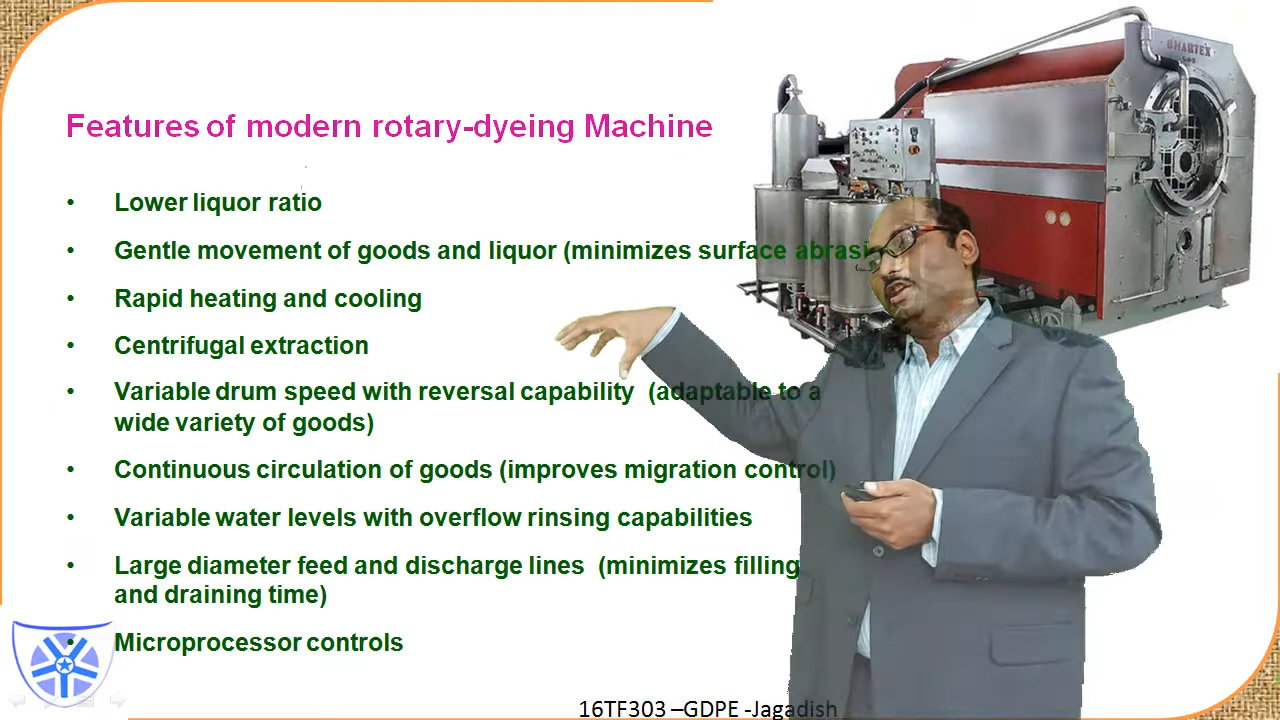 SMARTEX
Features of modern rotary-dyeing Machine
• Lower liquor ratio
• Gentle movement of goods and liquor (minimizes surface abrasi
• Rapid heating and cooling
• Centrifugal extraction
• Variable drum speed with reversal capability (adaptable to a
wide variety of goods)
• Continuous circulation of goods (improves migration control)
• Variable water levels with overflow rinsing capabilities
• Large diameter feed and discharge lines (minimizes filling
and draining time)
• Microprocessor controls
16TF303 –GDPE -Jagadish